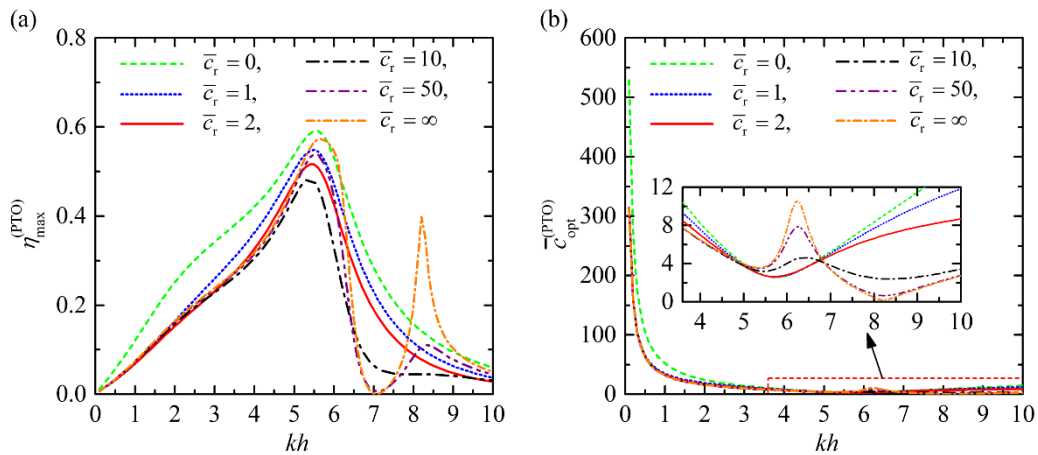 (a)
0.8
0.6
0.4
0.2
0.0
η̄max(PTO)
c̄r = 0,
c̄r = 1,
c̄r = 2,
c̄r = 10,
c̄r = 50,
c̄r = ∞
0 1 2 3 4 5 6 7 8 9 10
kh
(b)
600
500
400
300
200
100
0
c̄opt(PTO)
c̄r = 0,
c̄r = 1,
c̄r = 2,
c̄r = 10,
c̄r = 50,
c̄r = ∞
12
8
4
0
4 5 6 7 8 9 10
0 1 2 3 4 5 6 7 8 9 10
kh